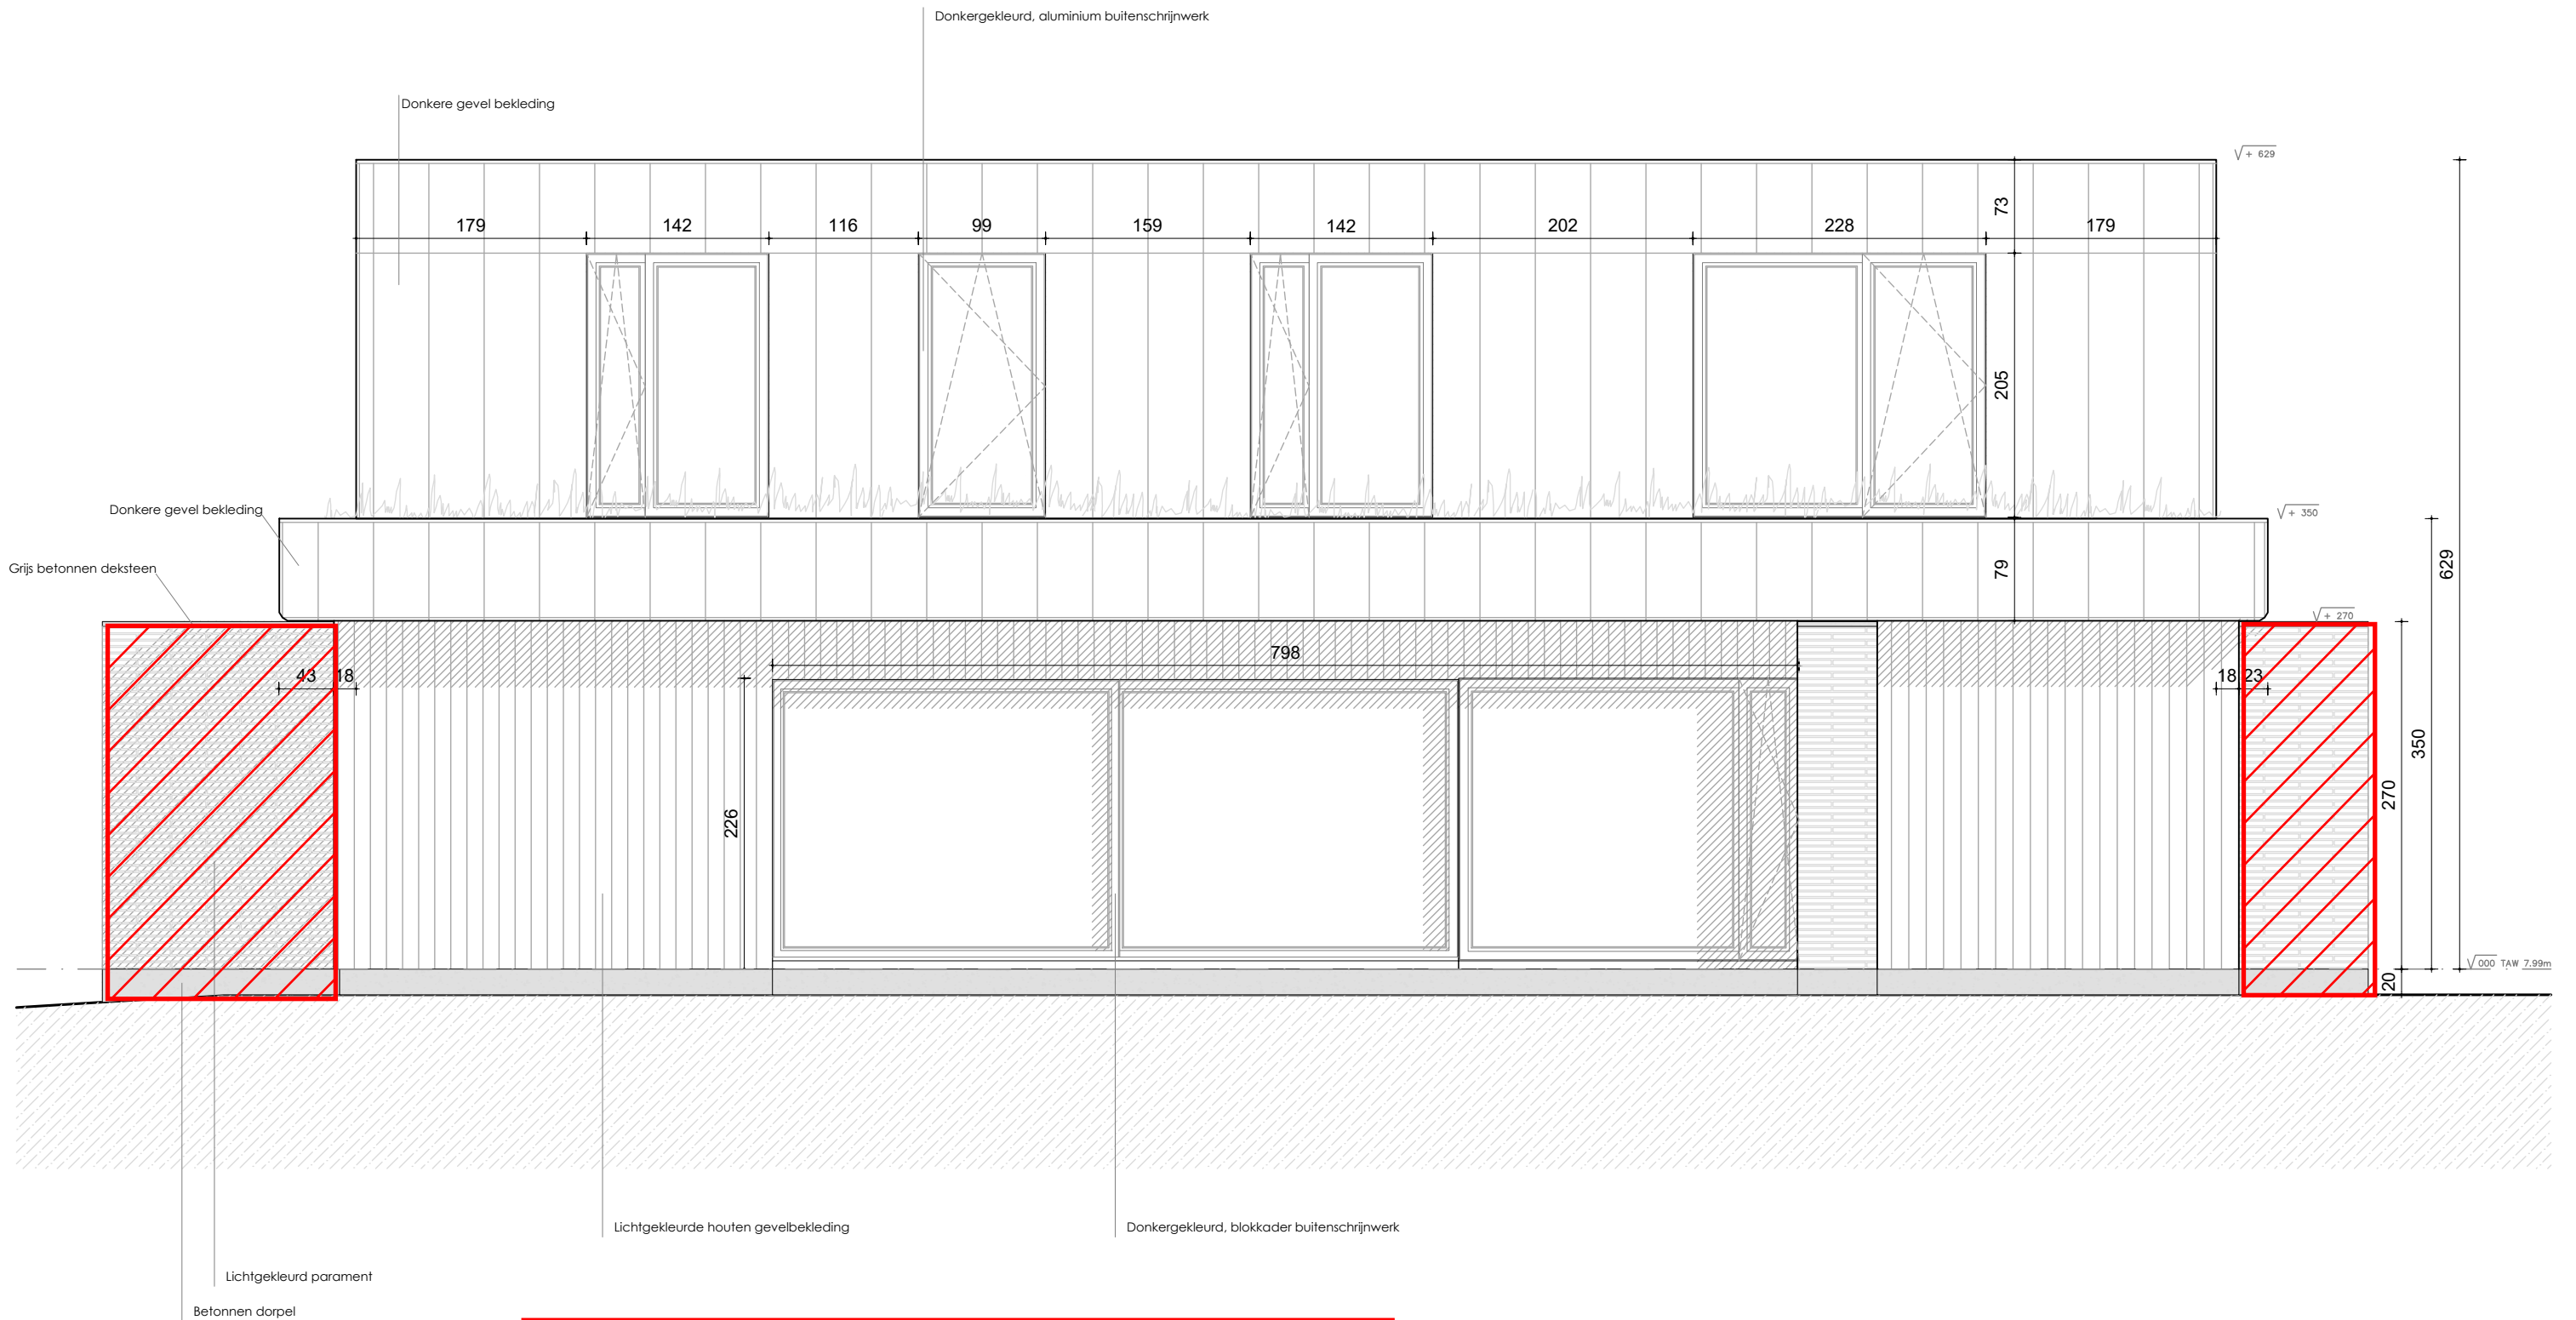 Donkergekleurd, aluminium buitenschrijnwerk
Donkere gevel bekleding
+ 629
179 142 116 99 159 142 202 228 179
73
205
Donkere gevel bekleding
+ 350
79
629
Grijs betonnen deksteen
+ 270
798
43 18
18 23
350
270
226
000 TAW 7.99m
20
Lichtgekleurde houten gevelbekleding
Donkergekleurd, blokkader buitenschrijnwerk
Lichtgekleurd parament
Betonnen dorpel